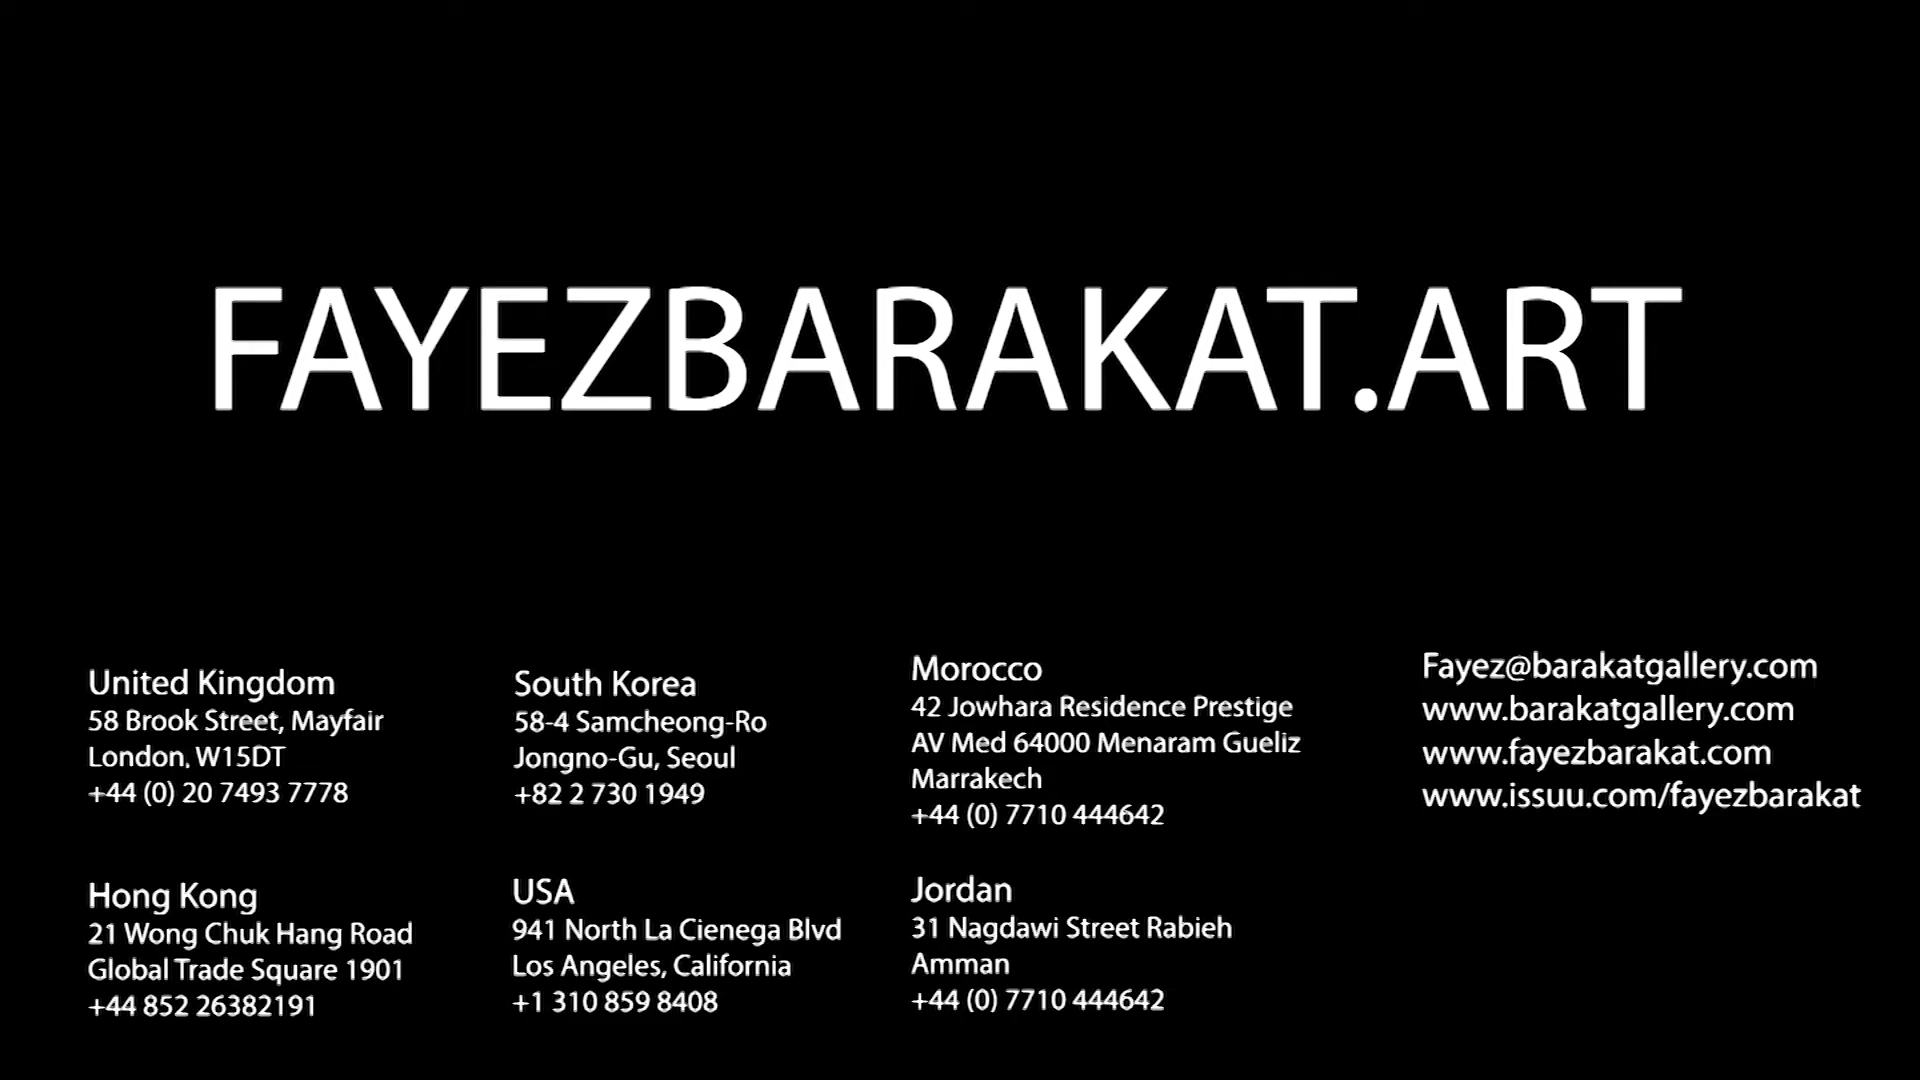 FAYEZBARAKAT.ART
United Kingdom
58 Brook Street, Mayfair
London, W15DT
+44 (0) 20 7493 7778
South Korea
58-4 Samcheong-Ro
Jongno-Gu, Seoul
+82 2 730 1949
Morocco
42 Jowhara Residence Prestige
AV Med 64000 Menaram Gueliz
Marrakech
+44 (0) 7710 444642
Fayez@barakatgallery.com
www.barakatgallery.com
www.fayezbarakat.com
www.issuu.com/fayezbarakat
Hong Kong
21 Wong Chuk Hang Road
Global Trade Square 1901
+44 852 26382191
USA
941 North La Cienega Blvd
Los Angeles, California
+1 310 859 8408
Jordan
31 Nagdawi Street Rabieh
Amman
+44 (0) 7710 444642